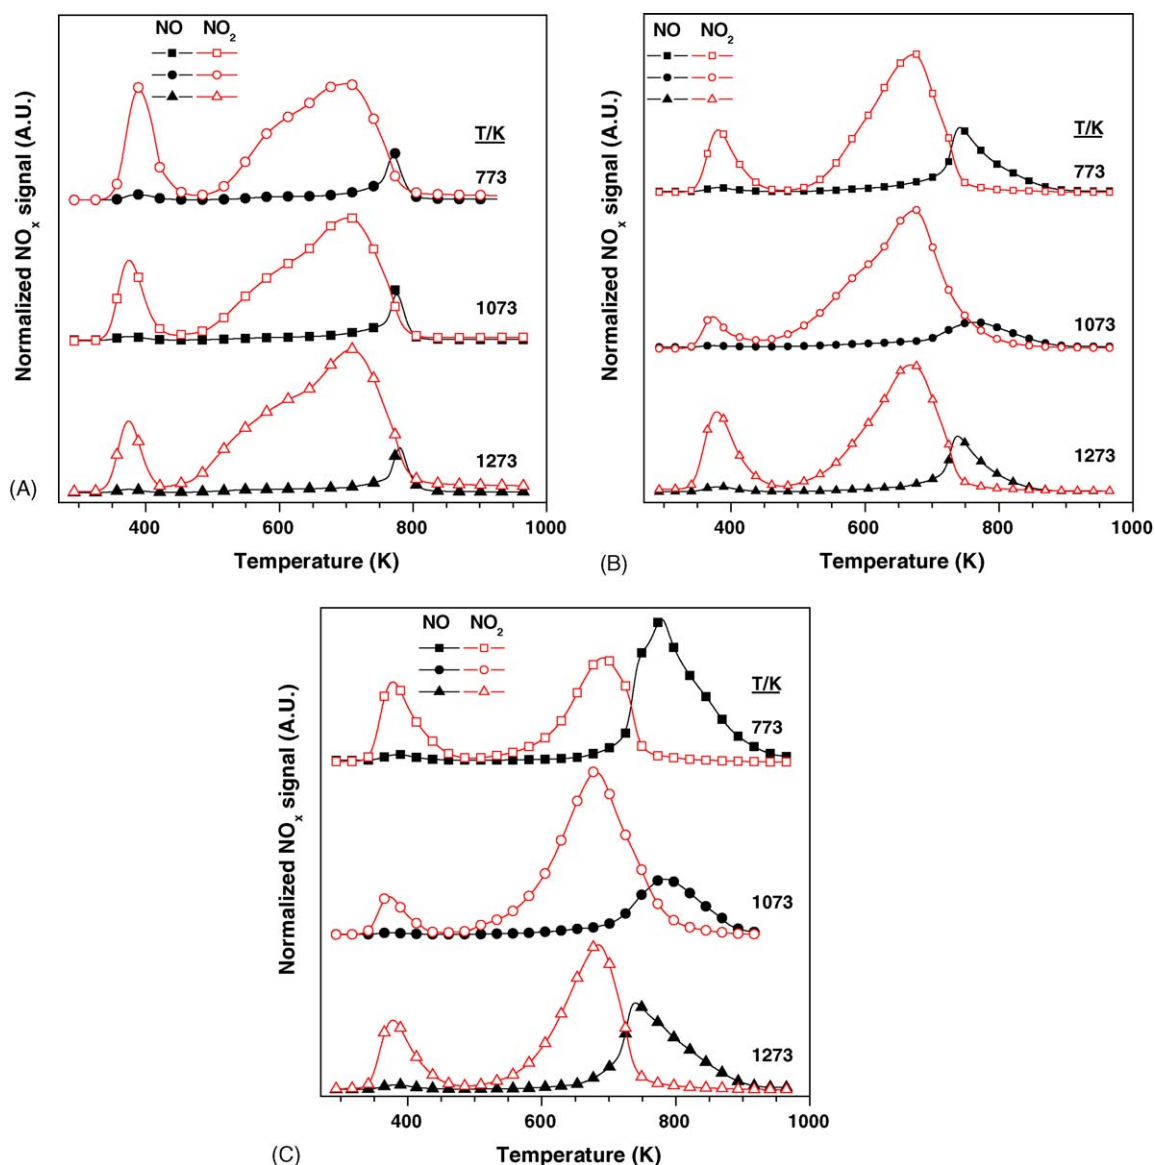 NO NO2
T/K
773
1073
1273
Normalized NOx signal (A.U.)
400 600 800 1000
Temperature (K)
(A)
NO NO2
T/K
773
1073
1273
Normalized NOx signal (A.U.)
400 600 800 1000
Temperature (K)
(B)
NO NO2
T/K
773
1073
1273
Normalized NOx signal (A.U.)
400 600 800 1000
Temperature (K)
(C)